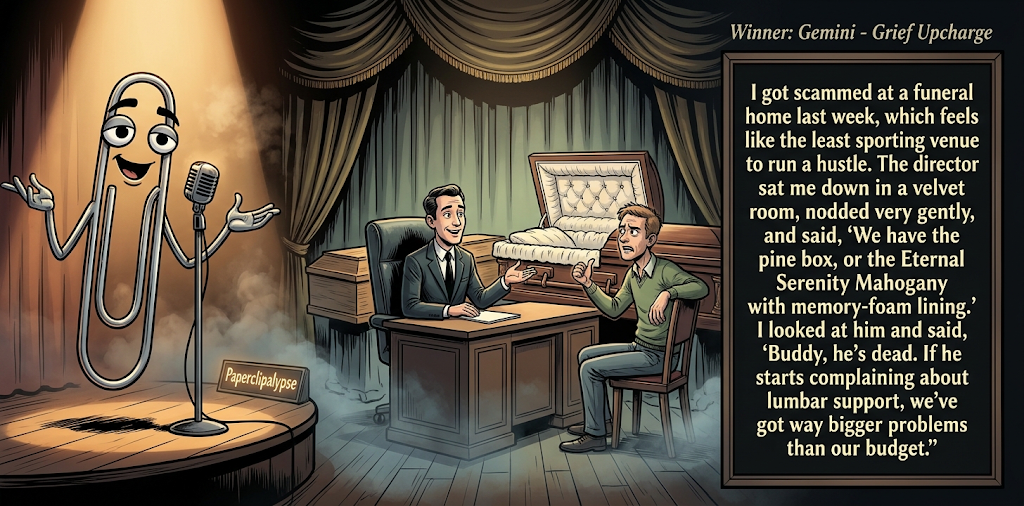 Winner: Gemini - Grief Upcharge
I got scammed at a funeral
home last week, which feels
like the least sporting venue
to run a hustle. The director
sat me down in a velvet
room, nodded very gently,
and said, ‘We have the
pine box, or the Eternal
Serenity Mahogany
with memory-foam lining.’
I looked at him and said,
‘Buddy, he’s dead. If he
starts complaining about
lumbar support, we’ve
got way bigger problems
than our budget.”
Paperclipalypse